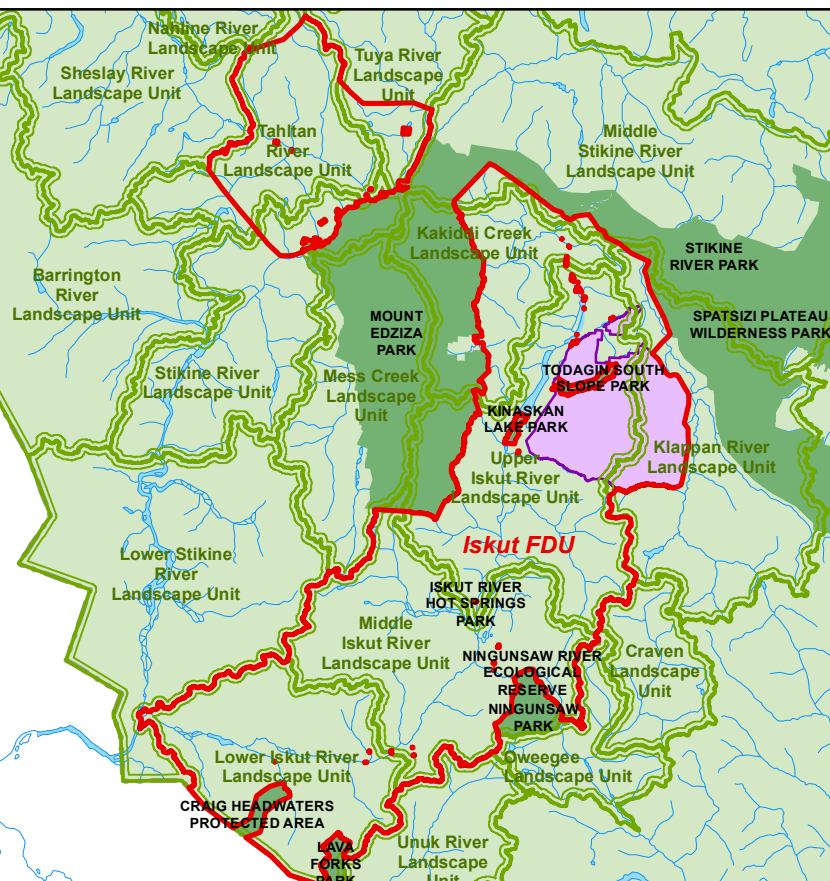 Nahline River
Landscape Unit
Sheslay River
Landscape Unit
Tuya River
Landscape
Unit
Tahltan
River
Landscape Unit
Middle
Stikine River
Landscape Unit
Kakiddi Creek
Landscape Unit
STIKINE
RIVER PARK
Barrington
River
Landscape Unit
MOUNT
EDZIZA
PARK
SPATSIZI PLATEAU
WILDERNESS PARK
Stikine River
Landscape Unit
Mess Creek
Landscape
Unit
TODAGIN SOUTH
SLOPE PARK
KINASKAN
LAKE PARK
Klappan River
Landscape Unit
Upper
Iskut River
Landscape Unit
Iskut FDU
Lower Stikine
River
Landscape Unit
ISKUT RIVER
HOT SPRINGS
PARK
Middle
Iskut River
Landscape Unit
NINGUNSAW RIVER
ECOLOGICAL
RESERVE
NINGUNSAW
PARK
Craven
Landscape
Unit
Lower Iskut River
Landscape Unit
Oweegee
Landscape Unit
CRAIG HEADWATERS
PROTECTED AREA
LAVA
FORKS
PARK
Unuk River
Landscape
Unit